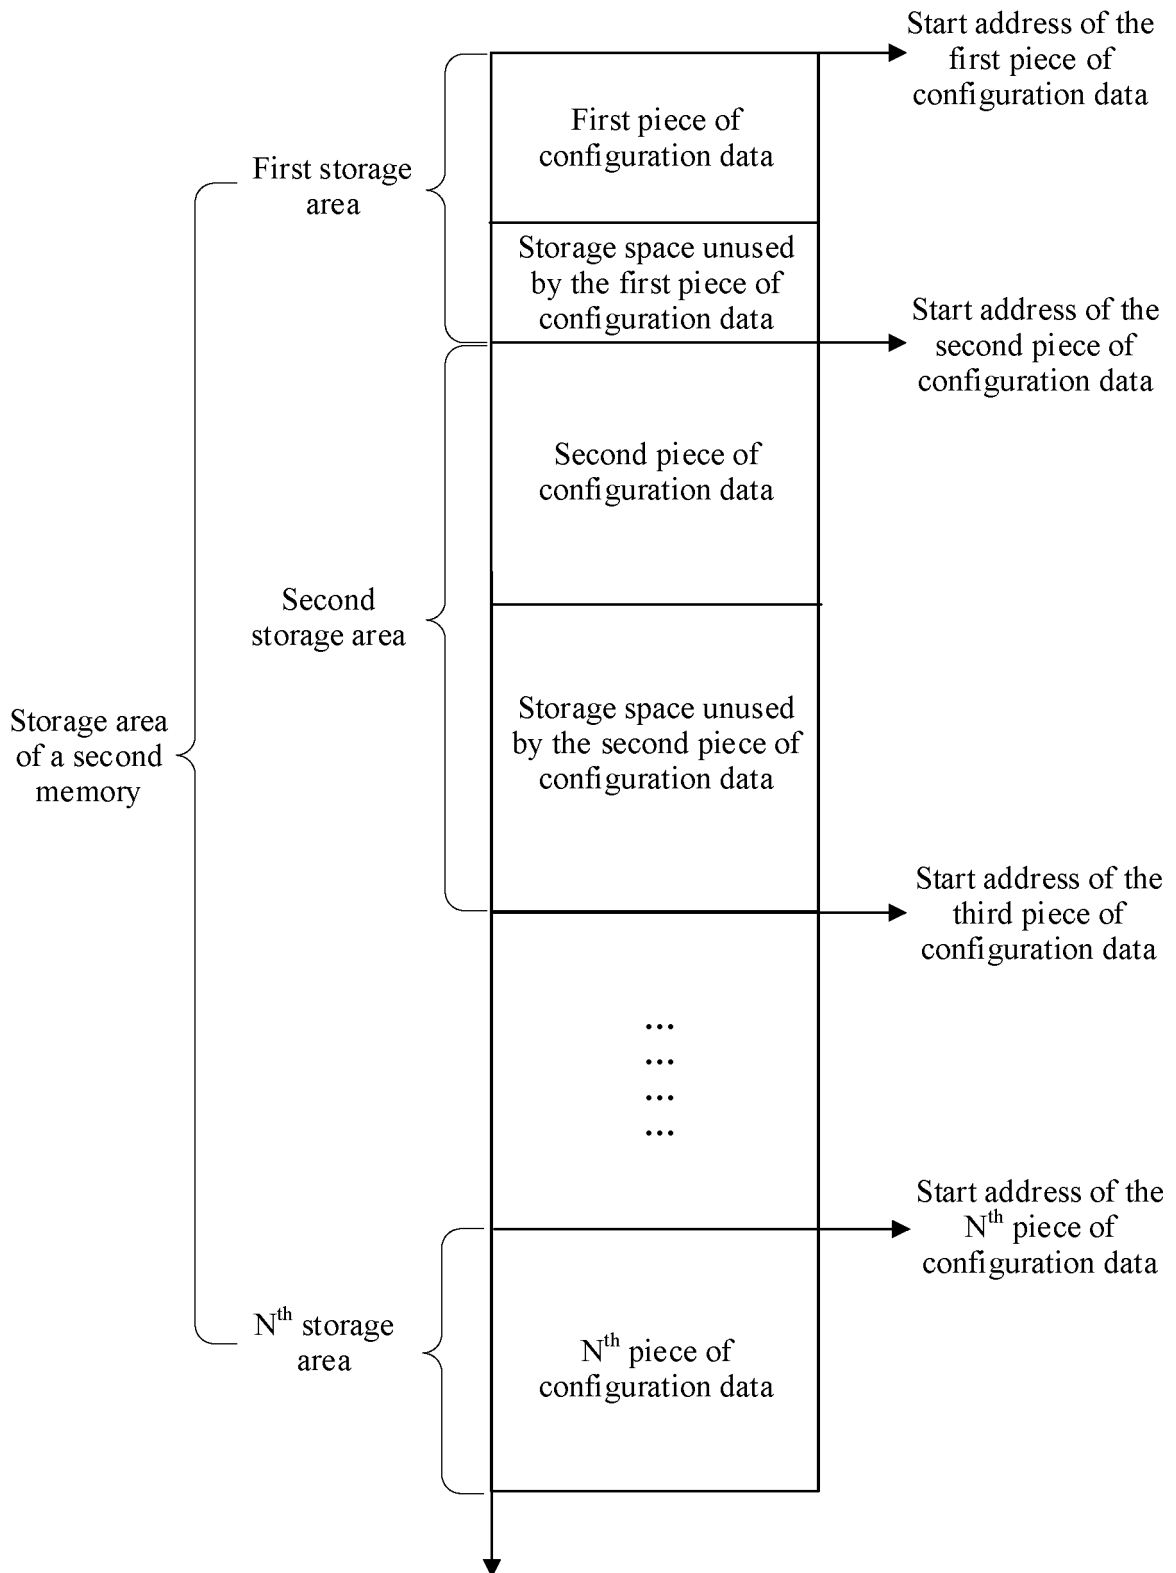 Start address of the
first piece of
configuration data
First piece of
configuration data
First storage
area
Storage space unused
by the first piece of
configuration data
Start address of the
second piece of
configuration data
Second piece of
configuration data
Second
storage area
Storage area
of a second
memory
Storage space unused
by the second piece of
configuration data
Start address of the
third piece of
configuration data
...
...
...
...
Start address of the
Nth piece of
configuration data
Nth storage
area
Nth piece of
configuration data